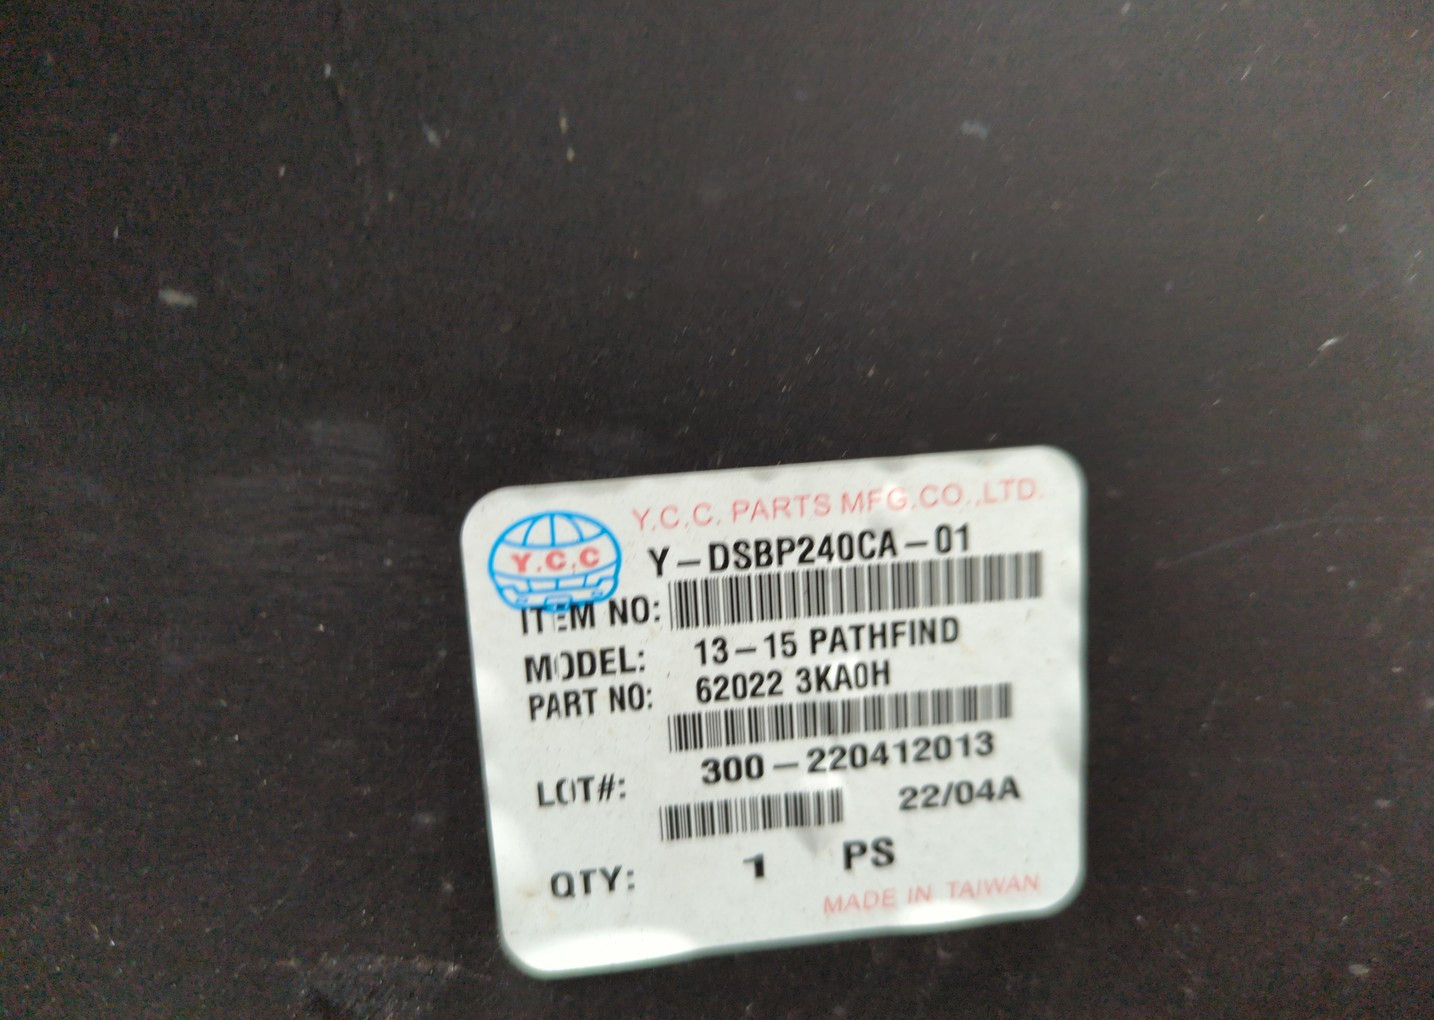 Y.C.C. PARTS MFG.CO.,LTD.
Y.C.C
Y-DSBP240CA-01
ITEM NO:
MODEL: 13-15 PATHFIND
PART NO: 62022 3KA0H
300-220412013
LOT#:
22/04A
QTY: 1 PS
MADE IN TAIWAN